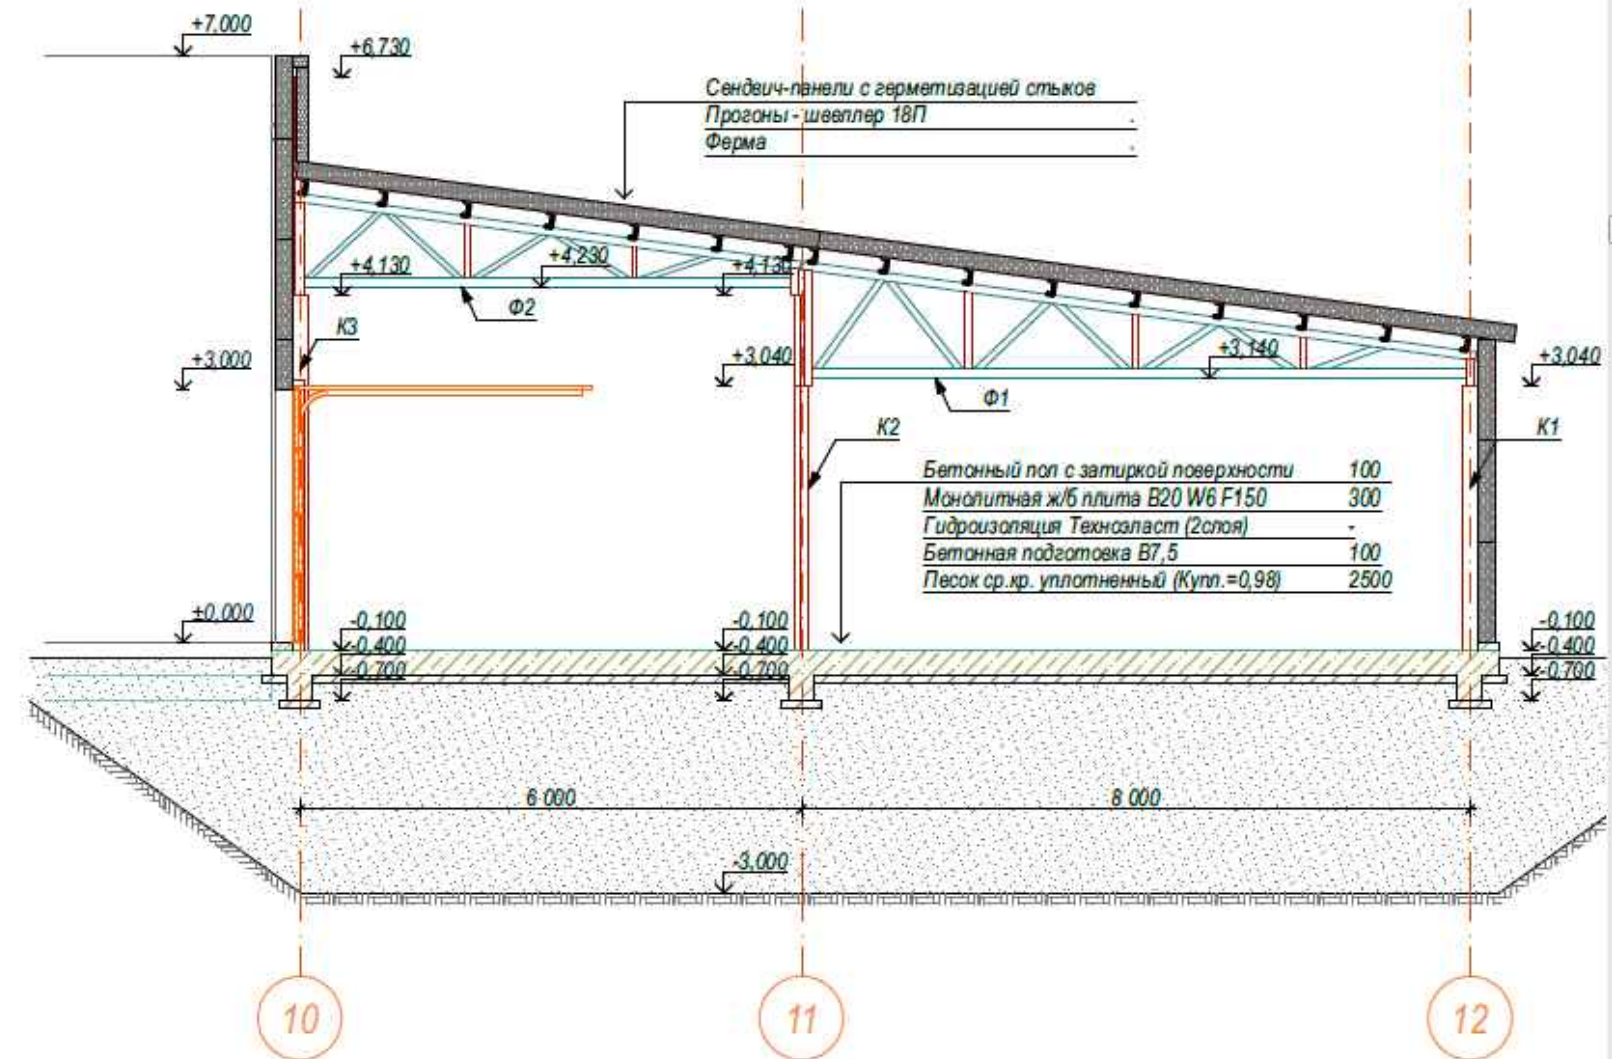 +7,000
+6,730
Сендвич-панели с герметизацией стыков
Прогоны - швеллер 18П
Ферма
+4,130
+4,230
+4,130
Ф2
К3
+3,000
+3,040
+3,140
+3,040
Ф1
К2
К1
Бетонный пол с затиркой поверхности 100
Монолитная ж/б плита В20 W6 F150 300
Гидроизоляция Техноэласт (2слоя) -
Бетонная подготовка В7,5 100
Песок ср.кр. уплотненный (Купл.=0,98) 2500
±0,000
-0,100
-0,400
-0,700
-0,100
-0,400
-0,700
-0,100
-0,400
-0,700
6 000
8 000
-3,000
10
11
12